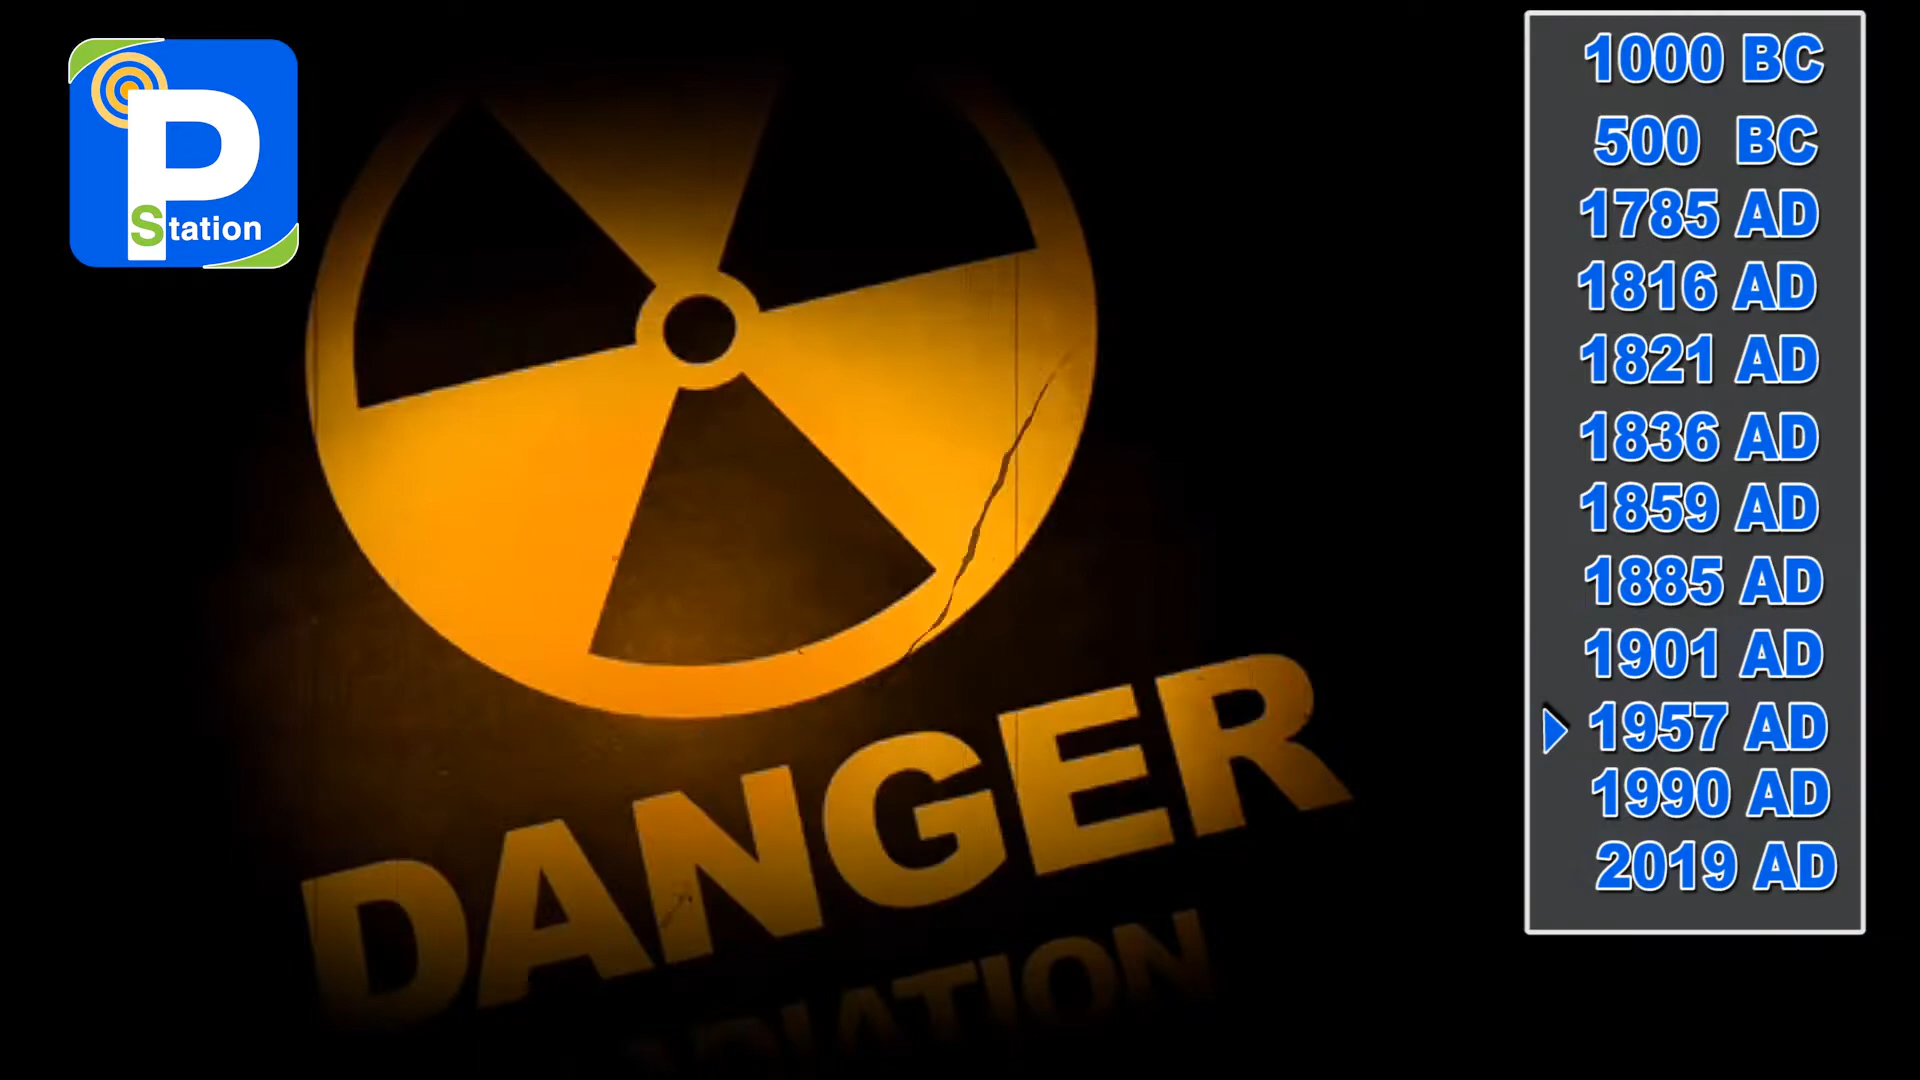 P
Station
DANGER
1000 BC
500 BC
1785 AD
1816 AD
1821 AD
1836 AD
1859 AD
1885 AD
1901 AD
1957 AD
1990 AD
2019 AD